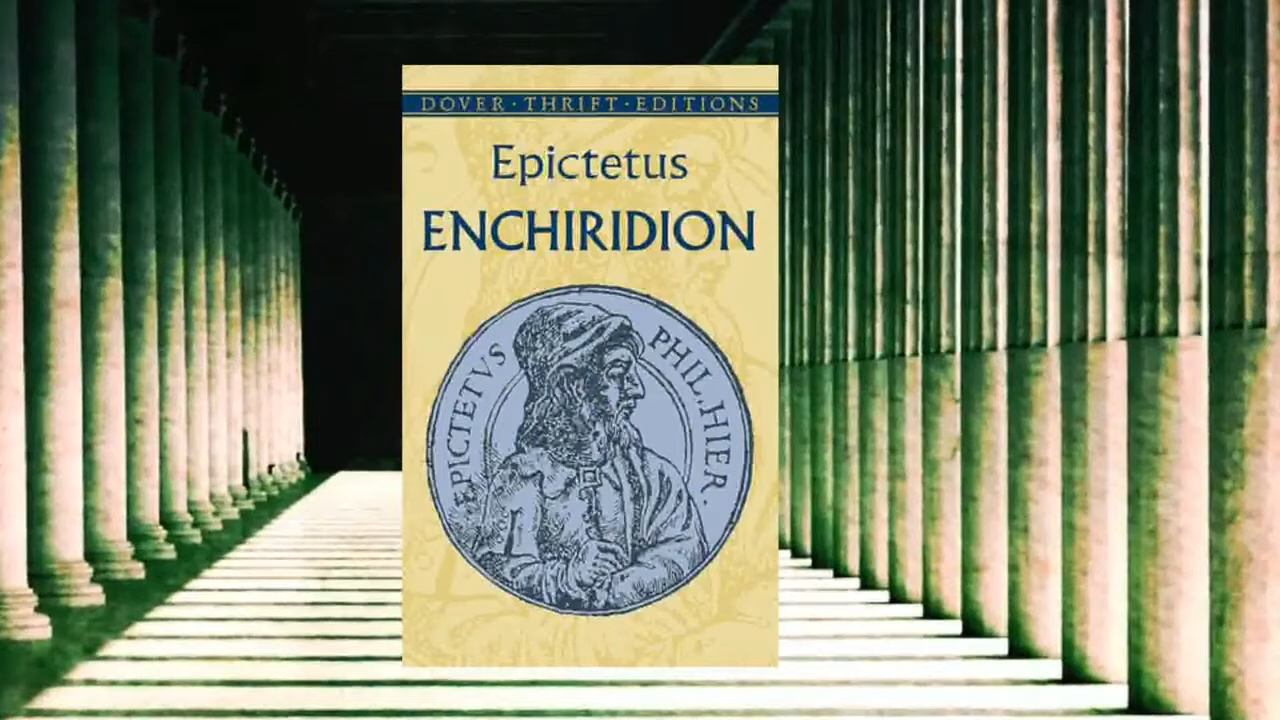 DOVER · THRIFT · EDITIONS
Epictetus
ENCHIRIDION
EPICTETVS
PHIL. HIER.